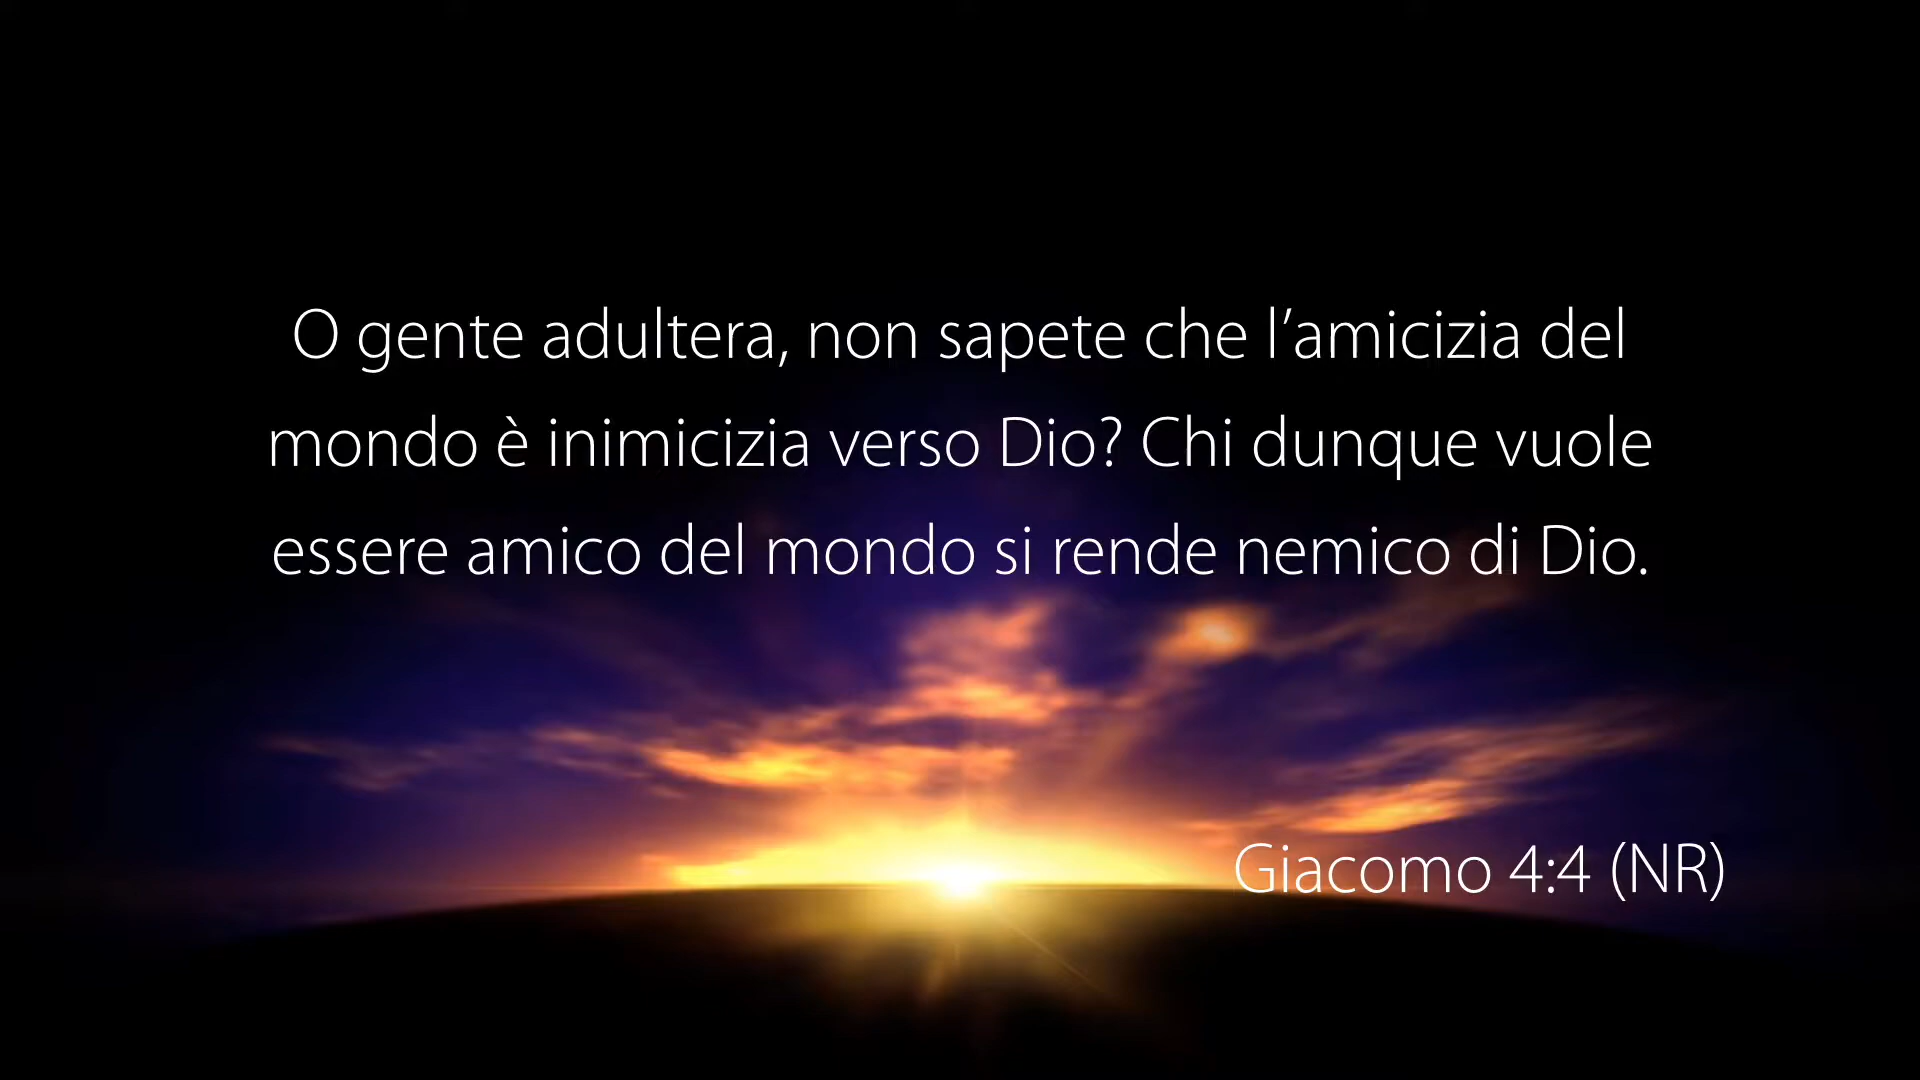 O gente adultera, non sapete che l’amicizia del
mondo è inimicizia verso Dio? Chi dunque vuole
essere amico del mondo si rende nemico di Dio.
Giacomo 4:4 (NR)